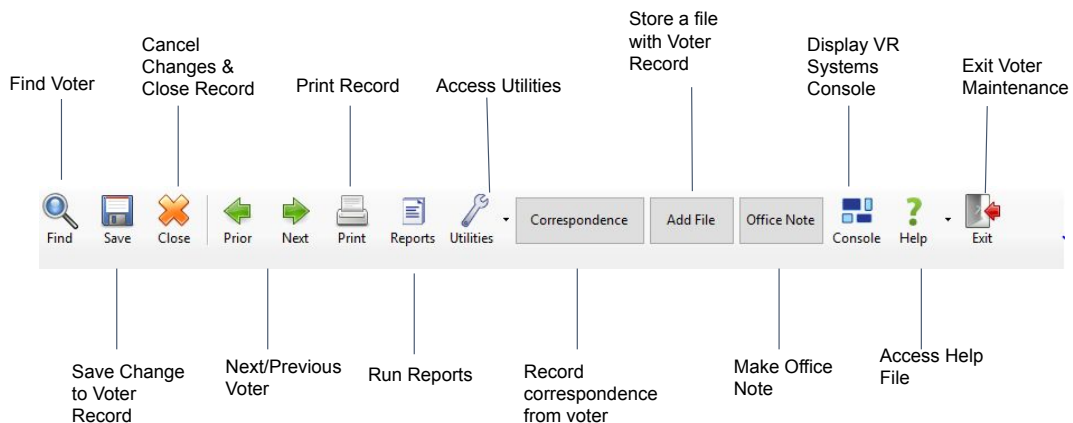 Find Voter
Cancel
Changes &
Close Record
Print Record
Access Utilities
Store a file
with Voter
Record
Display VR
Systems
Console
Exit Voter
Maintenance
Find
Save
Close
Prior
Next
Print
Reports
Utilities
Correspondence
Add File
Office Note
Console
Help
Exit
Save Change
to Voter
Record
Next/Previous
Voter
Run Reports
Record
correspondence
from voter
Make Office
Note
Access Help
File